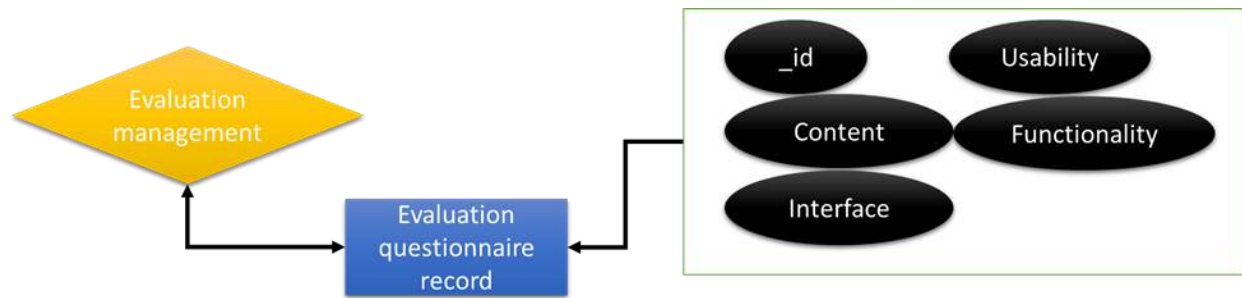 Evaluation
management
Evaluation
questionnaire
record
_id
Usability
Content
Functionality
Interface